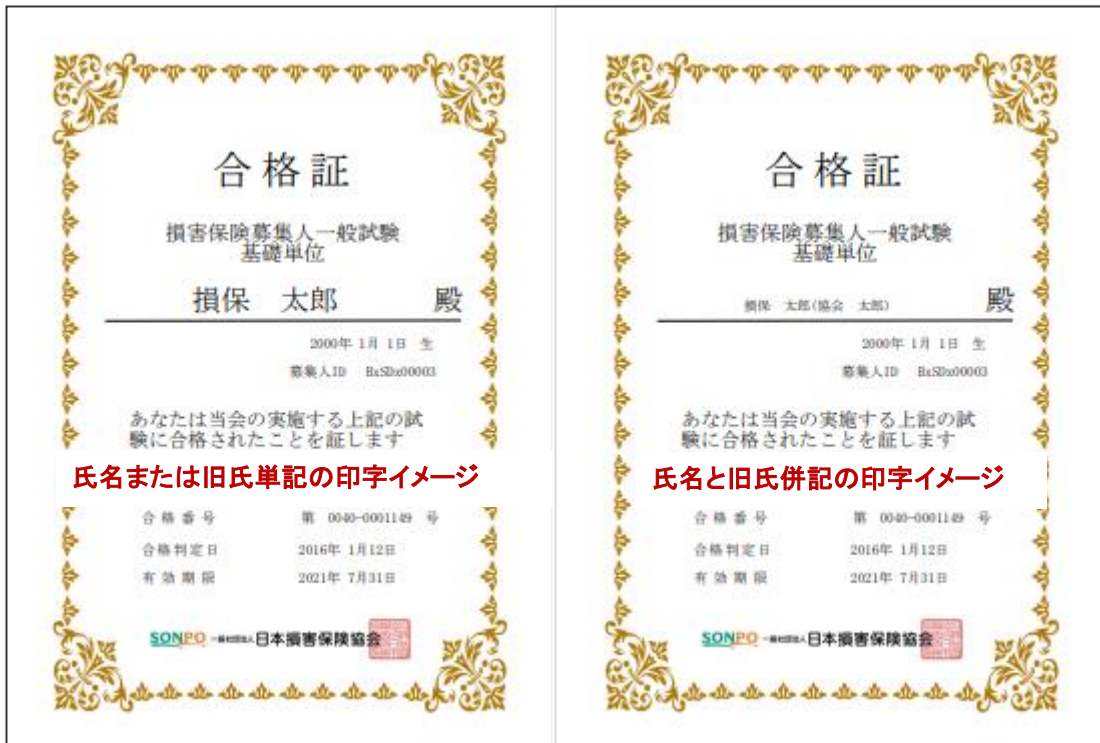 合格証
損害保険募集人一般試験
基礎単位
損保 太郎 殿
2000年 1月 1日 生
募集人ID BxSDx00003
あなたは当会の実施する上記の試
験に合格されたことを証します
氏名または旧氏単記の印字イメージ
合格番号 第 0040-0001149 号
合格判定日 2016年 1月12日
有効期限 2021年 7月31日
SONPO 一般社団法人日本損害保険協会
合格証
損害保険募集人一般試験
基礎単位
損保 太郎(協会 太郎) 殿
2000年 1月 1日 生
募集人ID BxSDx00003
あなたは当会の実施する上記の試
験に合格されたことを証します
氏名と旧氏併記の印字イメージ
合格番号 第 0040-0001149 号
合格判定日 2016年 1月12日
有効期限 2021年 7月31日
SONPO 一般社団法人日本損害保険協会